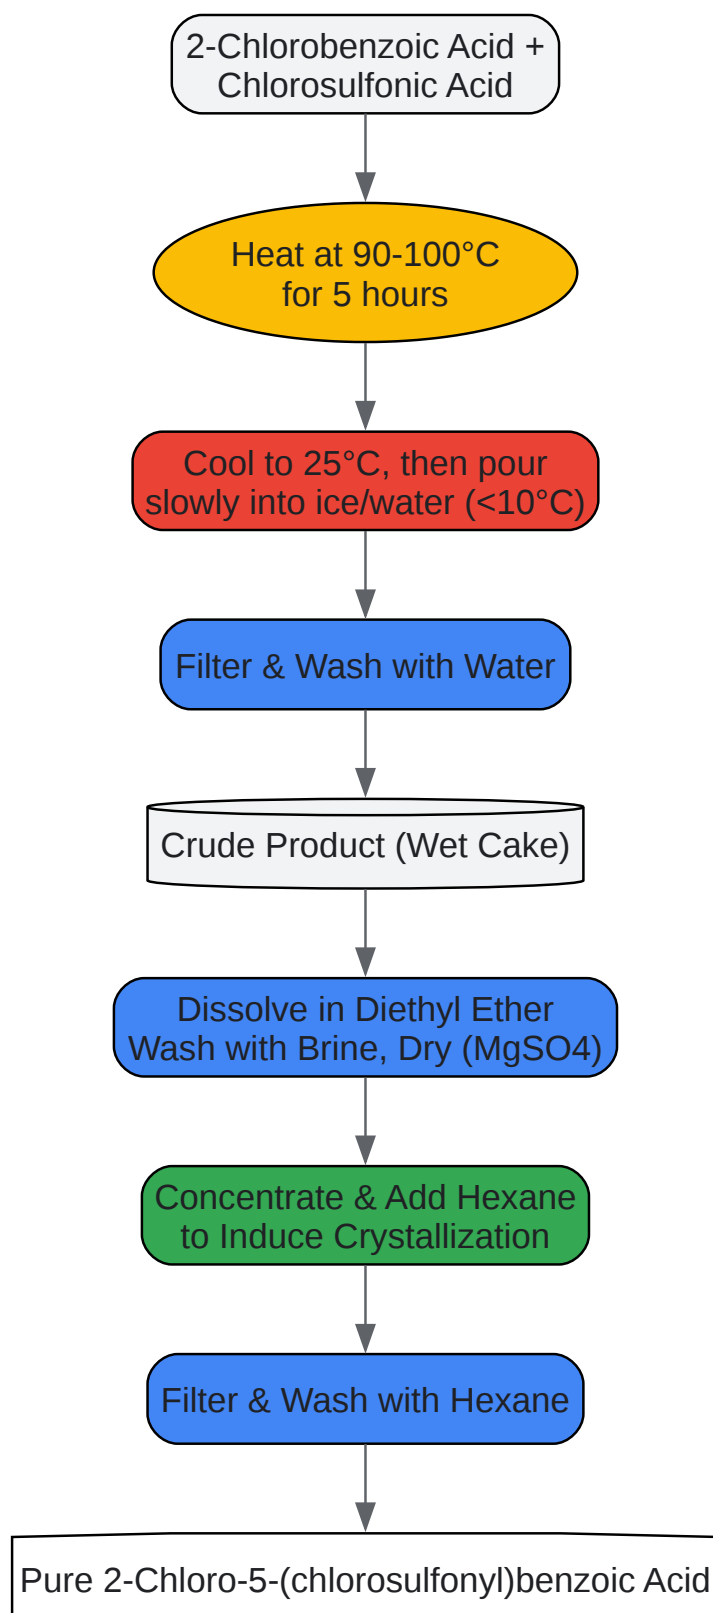 2-Chlorobenzoic Acid +
Chlorosulfonic Acid
Heat at 90-100°C
for 5 hours
Cool to 25°C, then pour
slowly into ice/water (<10°C)
Filter & Wash with Water
Crude Product (Wet Cake)
Dissolve in Diethyl Ether
Wash with Brine, Dry (MgSO4)
Concentrate & Add Hexane
to Induce Crystallization
Filter & Wash with Hexane
Pure 2-Chloro-5-(chlorosulfonyl)benzoic Acid